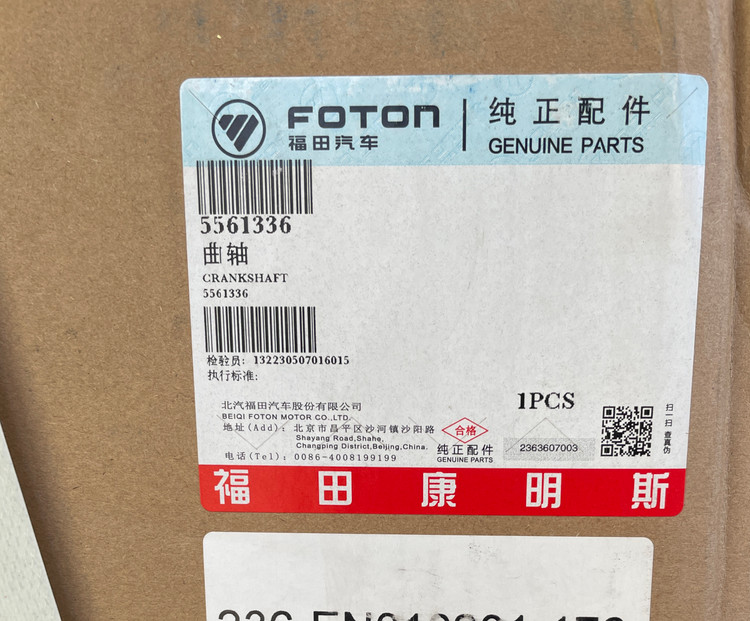 FOTON
福田汽车
纯正配件
GENUINE PARTS
5561336
曲轴
CRANKSHAFT
5561336
检验员: 132230507016015
执行标准:
北汽福田汽车股份有限公司
BEIQI FOTON MOTOR CO.,LTD.
地址(Add): 北京市昌平区沙河镇沙阳路
Shayang Road,Shahe,
Changping District,Beijing,China.
电话(Tel): 0086-4008199199
合格
纯正配件
GENUINE PARTS
1PCS
2363607003
扫一扫 查真伪
福田康明斯